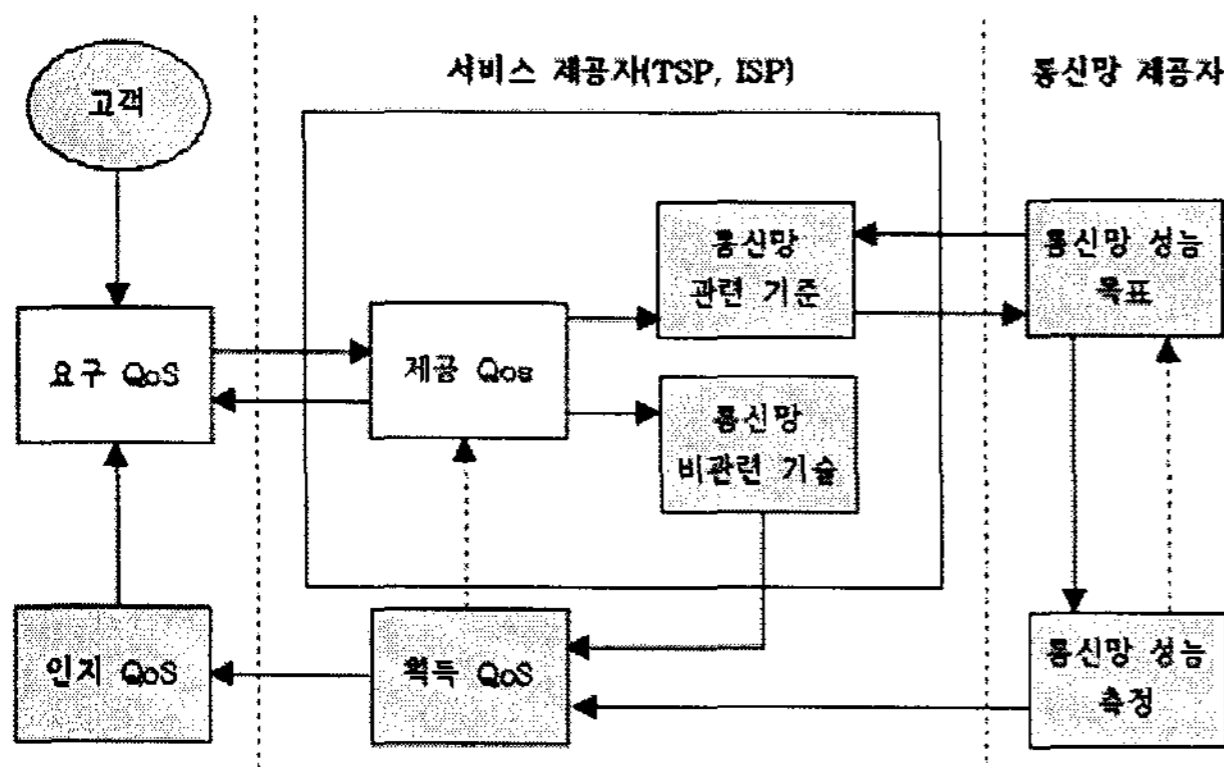 고객
서비스 제공자(TSP, ISP)
통신망 제공자
통신망
관련 기준
통신망 성능
목표
요구 QoS
제공 Qos
통신망
비관련 기술
인지 QoS
획득 QoS
통신망 성능
측정